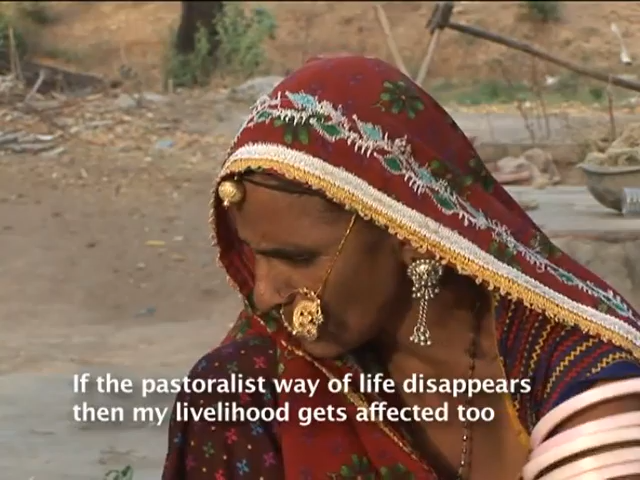 If the pastoralist way of life disappears
then my livelihood gets affected too